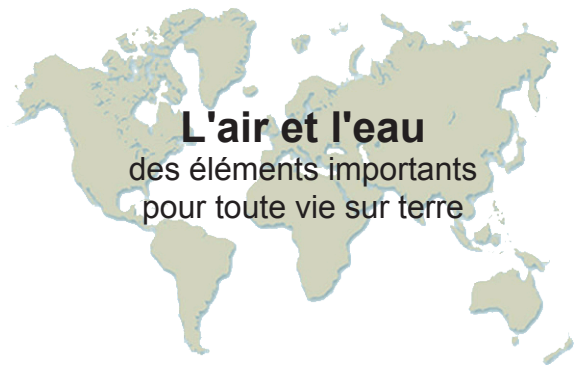 L'air et l'eau
des éléments importants
pour toute vie sur terre